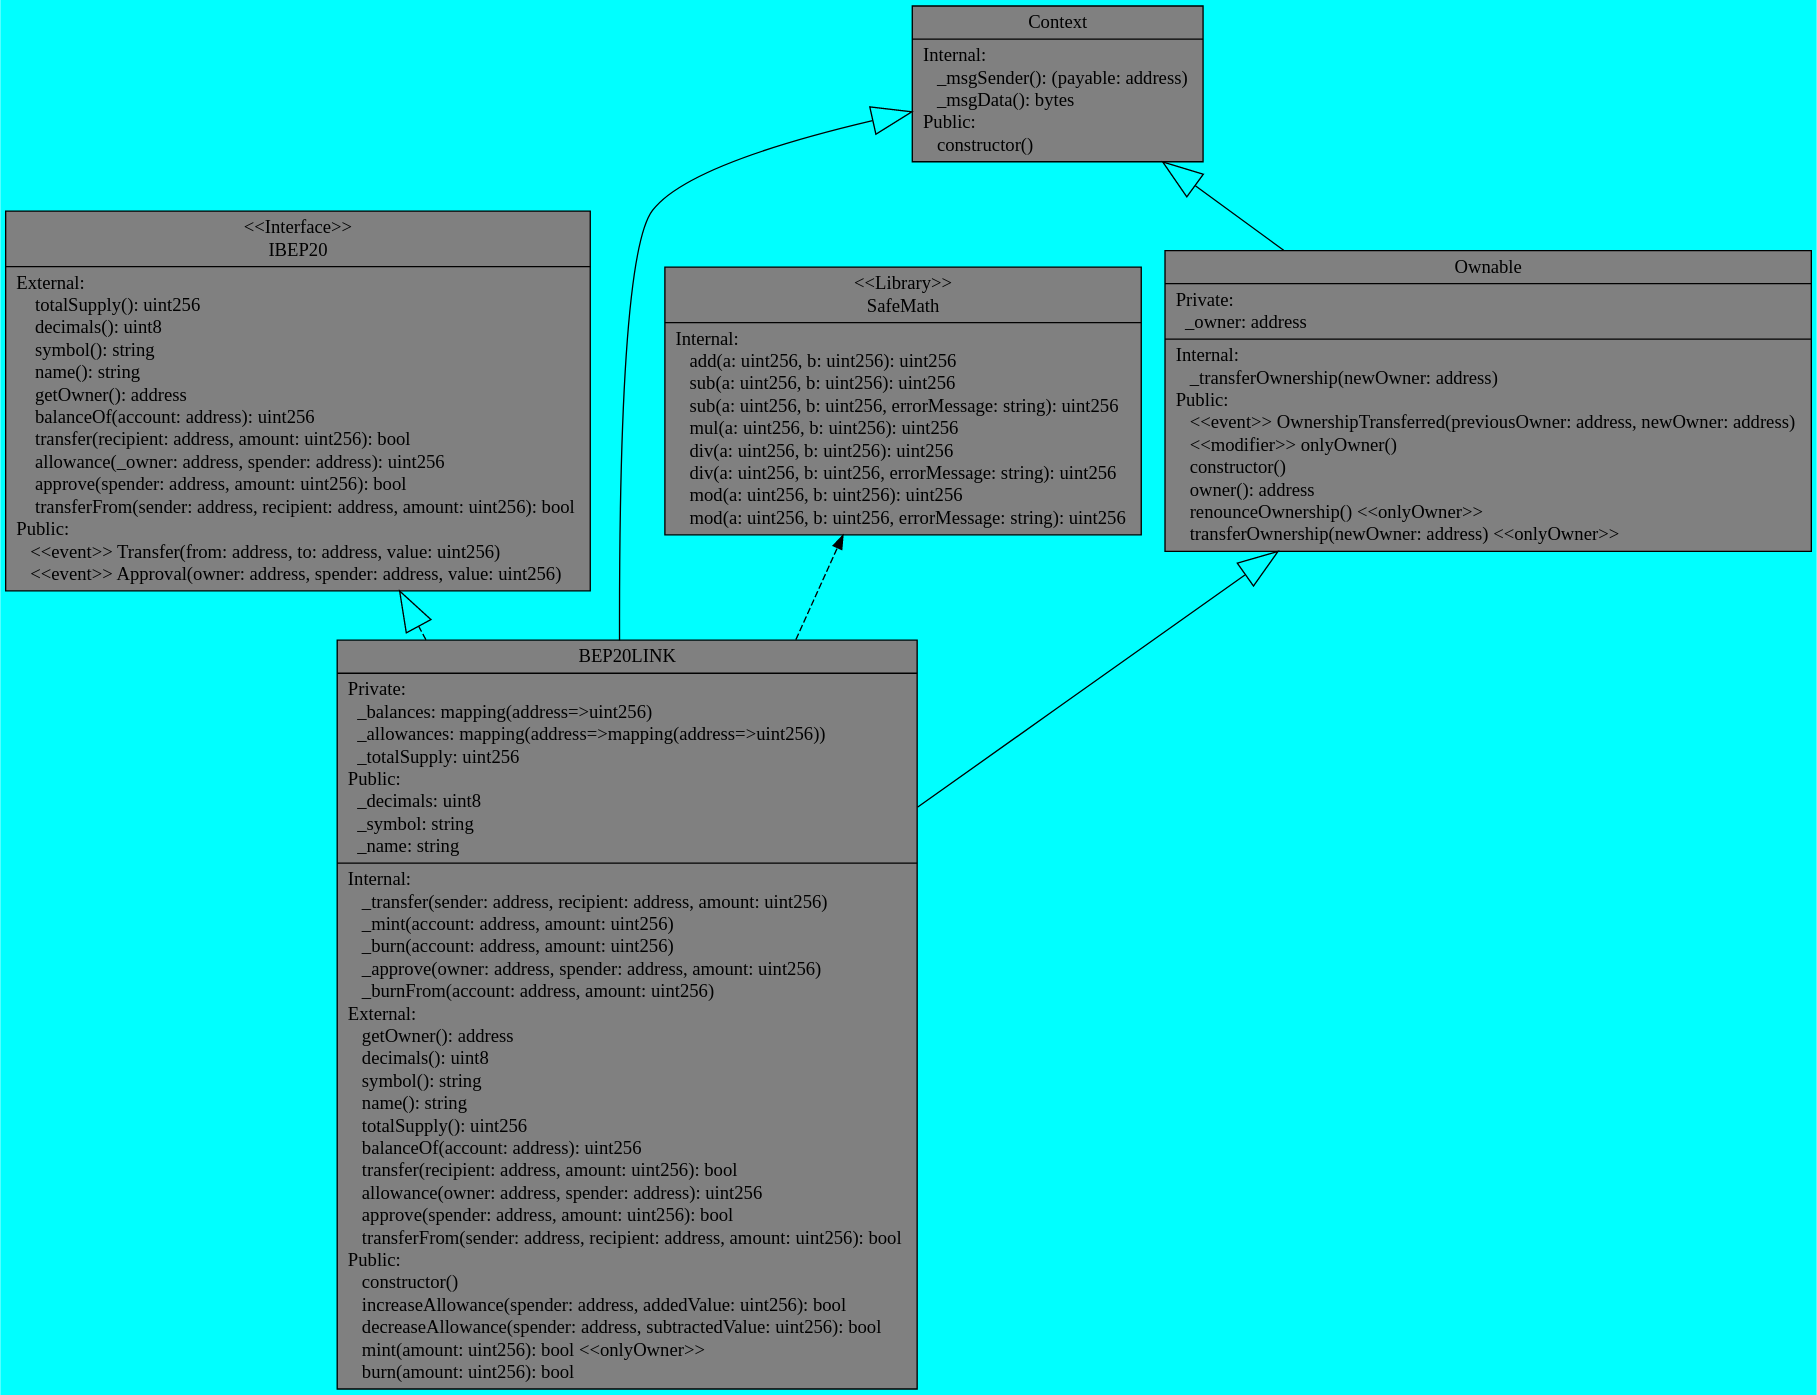 Context
Internal:
_msgSender(): (payable: address)
_msgData(): bytes
Public:
constructor()
<<Interface>>
IBEP20
External:
totalSupply(): uint256
decimals(): uint8
symbol(): string
name(): string
getOwner(): address
balanceOf(account: address): uint256
transfer(recipient: address, amount: uint256): bool
allowance(_owner: address, spender: address): uint256
approve(spender: address, amount: uint256): bool
transferFrom(sender: address, recipient: address, amount: uint256): bool
Public:
<<event>> Transfer(from: address, to: address, value: uint256)
<<event>> Approval(owner: address, spender: address, value: uint256)
<<Library>>
SafeMath
Internal:
add(a: uint256, b: uint256): uint256
sub(a: uint256, b: uint256): uint256
sub(a: uint256, b: uint256, errorMessage: string): uint256
mul(a: uint256, b: uint256): uint256
div(a: uint256, b: uint256): uint256
div(a: uint256, b: uint256, errorMessage: string): uint256
mod(a: uint256, b: uint256): uint256
mod(a: uint256, b: uint256, errorMessage: string): uint256
Ownable
Private:
_owner: address
Internal:
_transferOwnership(newOwner: address)
Public:
<<event>> OwnershipTransferred(previousOwner: address, newOwner: address)
<<modifier>> onlyOwner()
constructor()
owner(): address
renounceOwnership() <<onlyOwner>>
transferOwnership(newOwner: address) <<onlyOwner>>
BEP20LINK
Private:
_balances: mapping(address=>uint256)
_allowances: mapping(address=>mapping(address=>uint256))
_totalSupply: uint256
Public:
_decimals: uint8
_symbol: string
_name: string
Internal:
_transfer(sender: address, recipient: address, amount: uint256)
_mint(account: address, amount: uint256)
_burn(account: address, amount: uint256)
_approve(owner: address, spender: address, amount: uint256)
_burnFrom(account: address, amount: uint256)
External:
getOwner(): address
decimals(): uint8
symbol(): string
name(): string
totalSupply(): uint256
balanceOf(account: address): uint256
transfer(recipient: address, amount: uint256): bool
allowance(owner: address, spender: address): uint256
approve(spender: address, amount: uint256): bool
transferFrom(sender: address, recipient: address, amount: uint256): bool
Public:
constructor()
increaseAllowance(spender: address, addedValue: uint256): bool
decreaseAllowance(spender: address, subtractedValue: uint256): bool
mint(amount: uint256): bool <<onlyOwner>>
burn(amount: uint256): bool